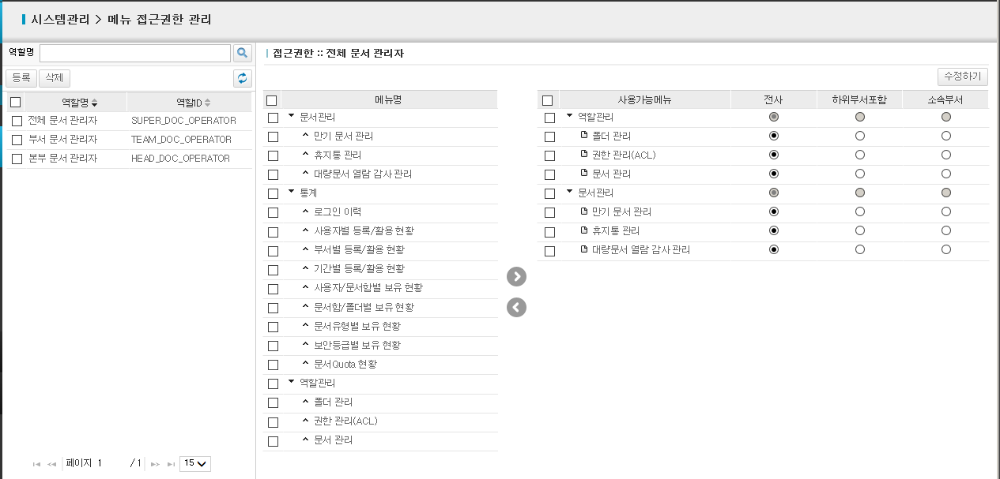 시스템관리 > 메뉴 접근권한 관리
역할명
등록 삭제
역할명 역할ID
전체 문서 관리자 SUPER_DOC_OPERATOR
부서 문서 관리자 TEAM_DOC_OPERATOR
본부 문서 관리자 HEAD_DOC_OPERATOR
페이지 1 / 1 15
접근권한 :: 전체 문서 관리자
수정하기
메뉴명
문서관리
만기 문서 관리
휴지통 관리
대량문서 열람 감사 관리
통계
로그인 이력
사용자별 등록/활용 현황
부서별 등록/활용 현황
기간별 등록/활용 현황
사용자/문서함별 보유 현황
문서함/폴더별 보유 현황
문서유형별 보유 현황
보안등급별 보유 현황
문서Quota 현황
역할관리
폴더 관리
권한 관리(ACL)
문서 관리
사용가능메뉴 전사 하위부서포함 소속부서
역할관리
폴더 관리
권한 관리(ACL)
문서 관리
문서관리
만기 문서 관리
휴지통 관리
대량문서 열람 감사 관리